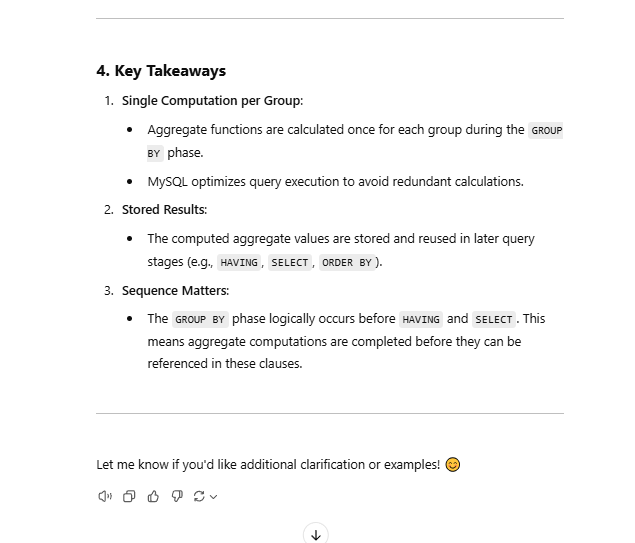 4. Key Takeaways
1. Single Computation per Group:
• Aggregate functions are calculated once for each group during the GROUP
BY phase.
• MySQL optimizes query execution to avoid redundant calculations.
2. Stored Results:
• The computed aggregate values are stored and reused in later query
stages (e.g., HAVING, SELECT, ORDER BY).
3. Sequence Matters:
• The GROUP BY phase logically occurs before HAVING and SELECT. This
means aggregate computations are completed before they can be
referenced in these clauses.
Let me know if you'd like additional clarification or examples! 😊